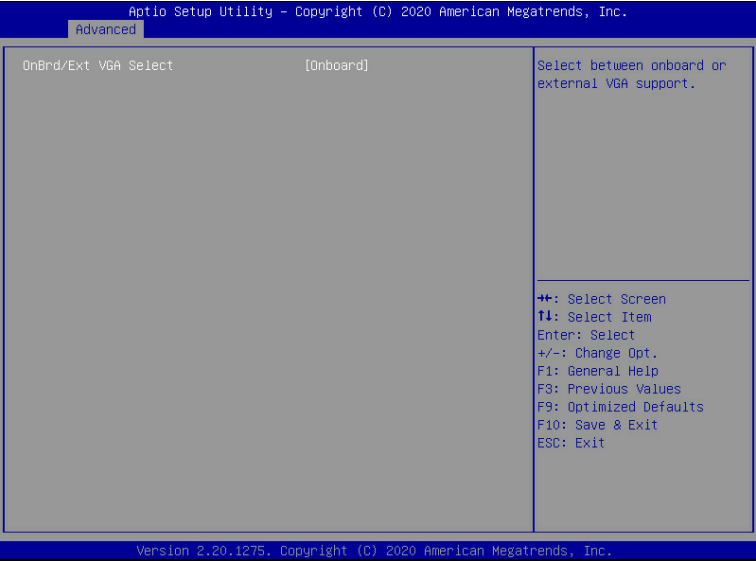 Aptio Setup Utility – Copyright (C) 2020 American Megatrends, Inc.
Advanced
OnBrd/Ext VGA Select [Onboard]
Select between onboard or
external VGA support.
→←: Select Screen
↑↓: Select Item
Enter: Select
+/-: Change Opt.
F1: General Help
F3: Previous Values
F9: Optimized Defaults
F10: Save & Exit
ESC: Exit
Version 2.20.1275. Copyright (C) 2020 American Megatrends, Inc.